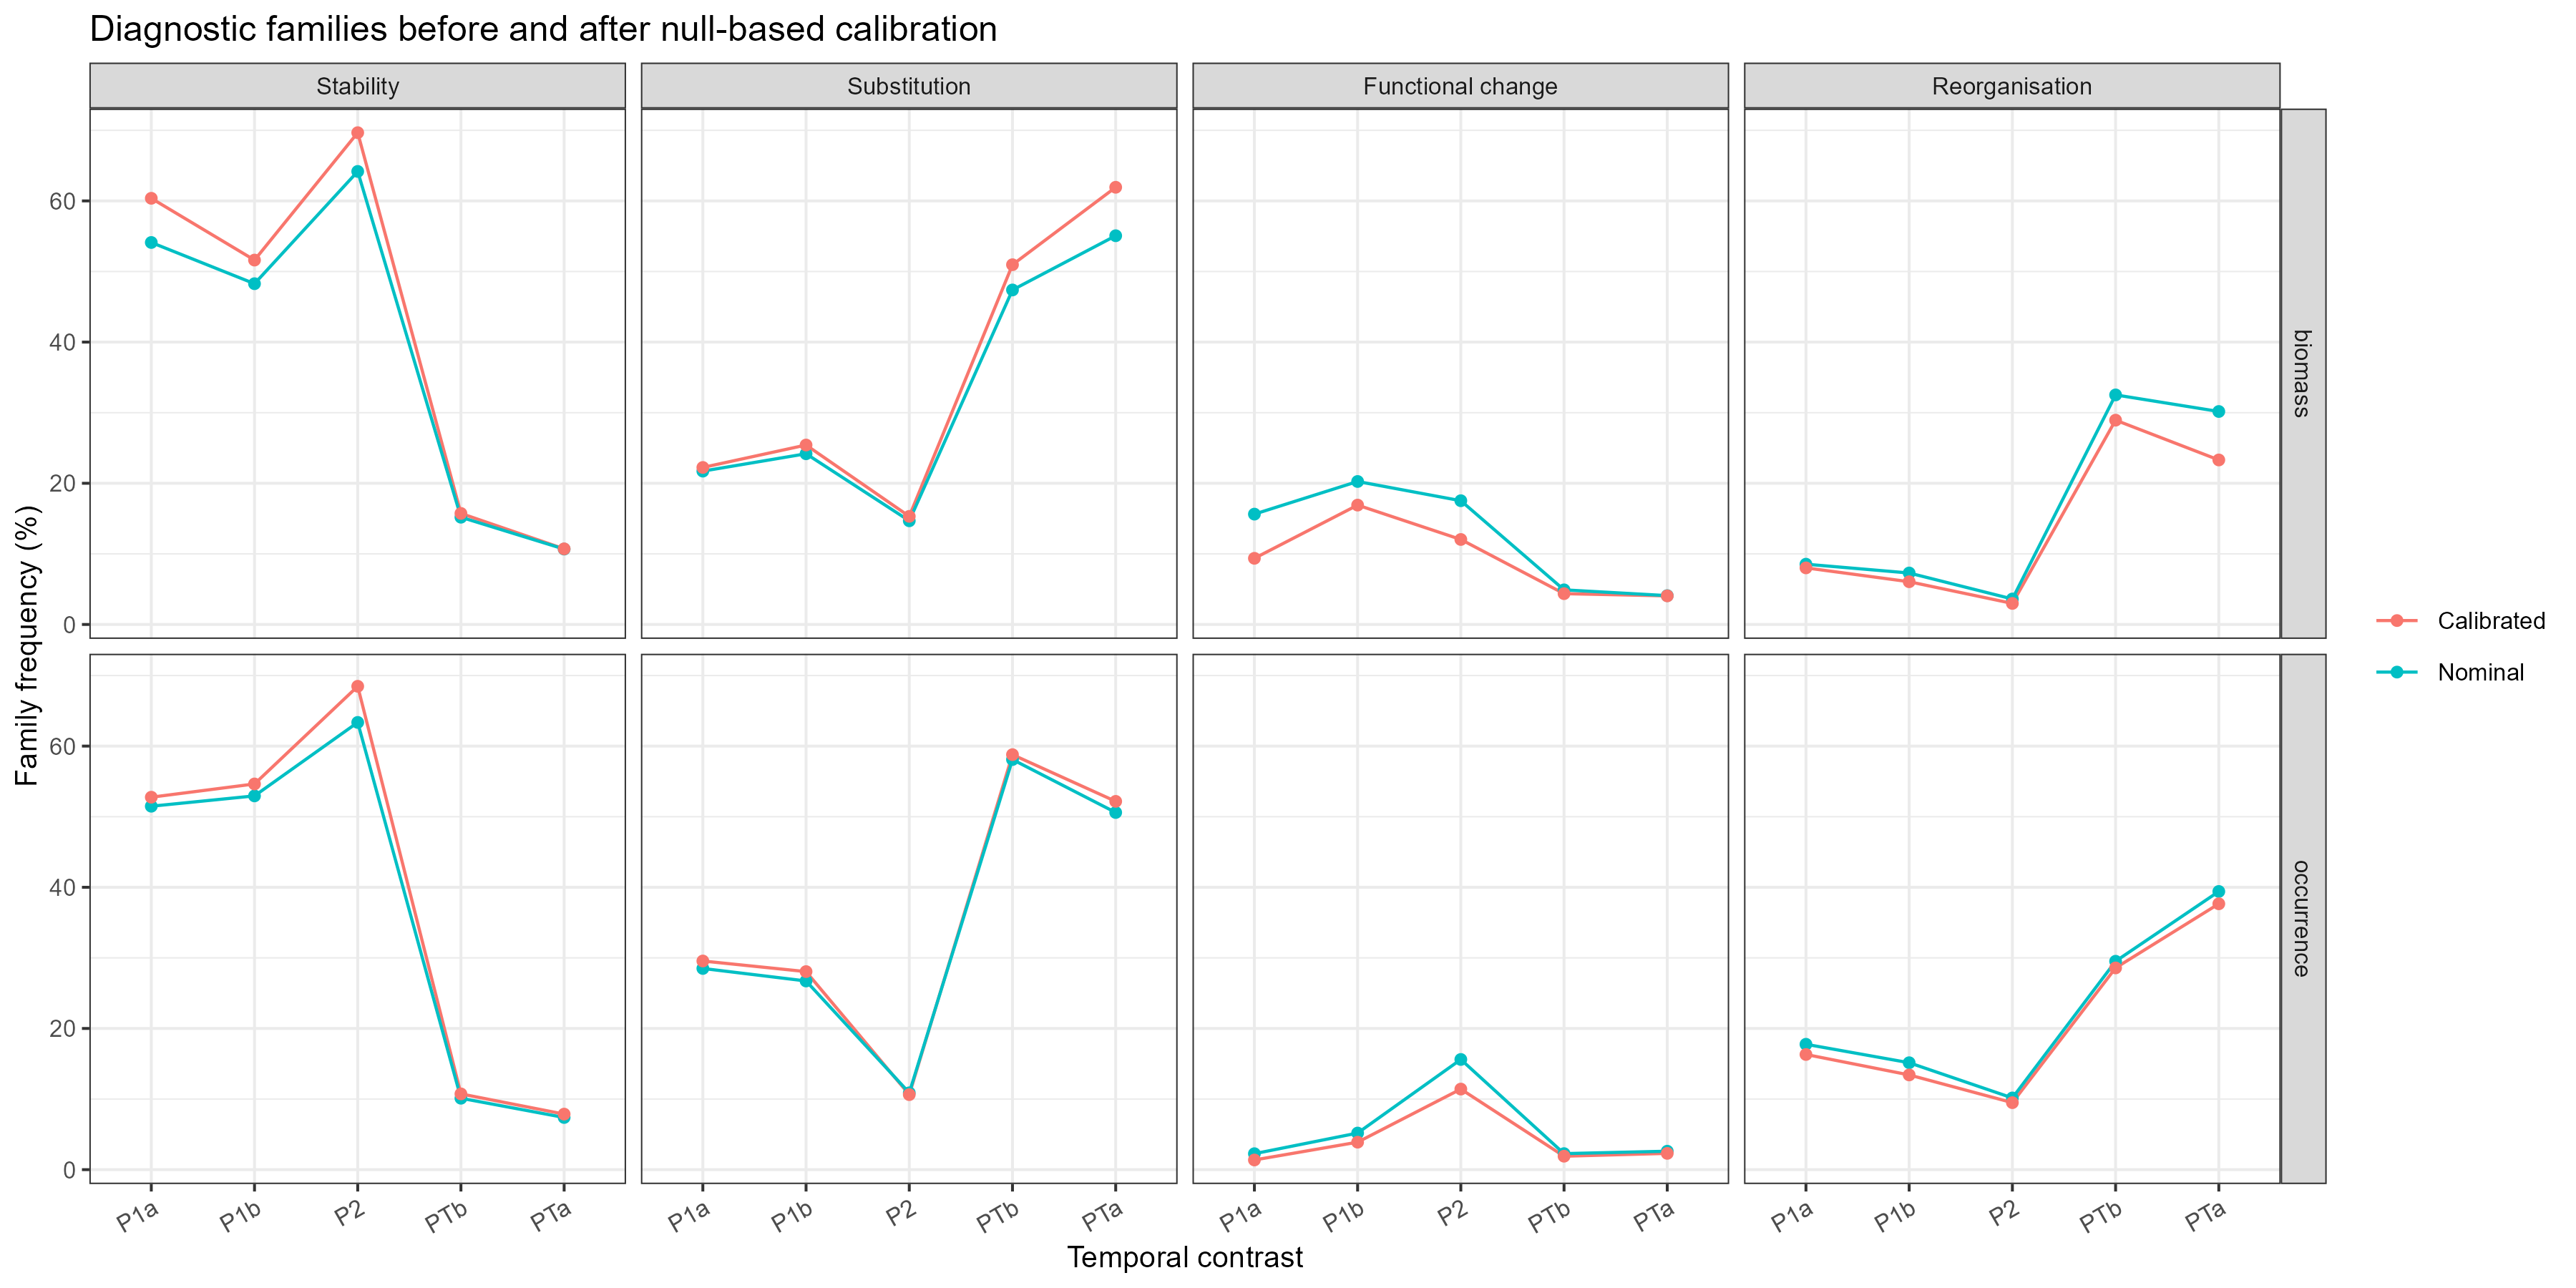 Diagnostic families before and after null-based calibration
Stability
Substitution
Functional change
Reorganisation
Family frequency (%)
60
40
20
0
biomass
60
40
20
0
occurrence
P1a
P1b
P2
PTb
PTa
P1a
P1b
P2
PTb
PTa
P1a
P1b
P2
PTb
PTa
P1a
P1b
P2
PTb
PTa
Temporal contrast
Calibrated
Nominal